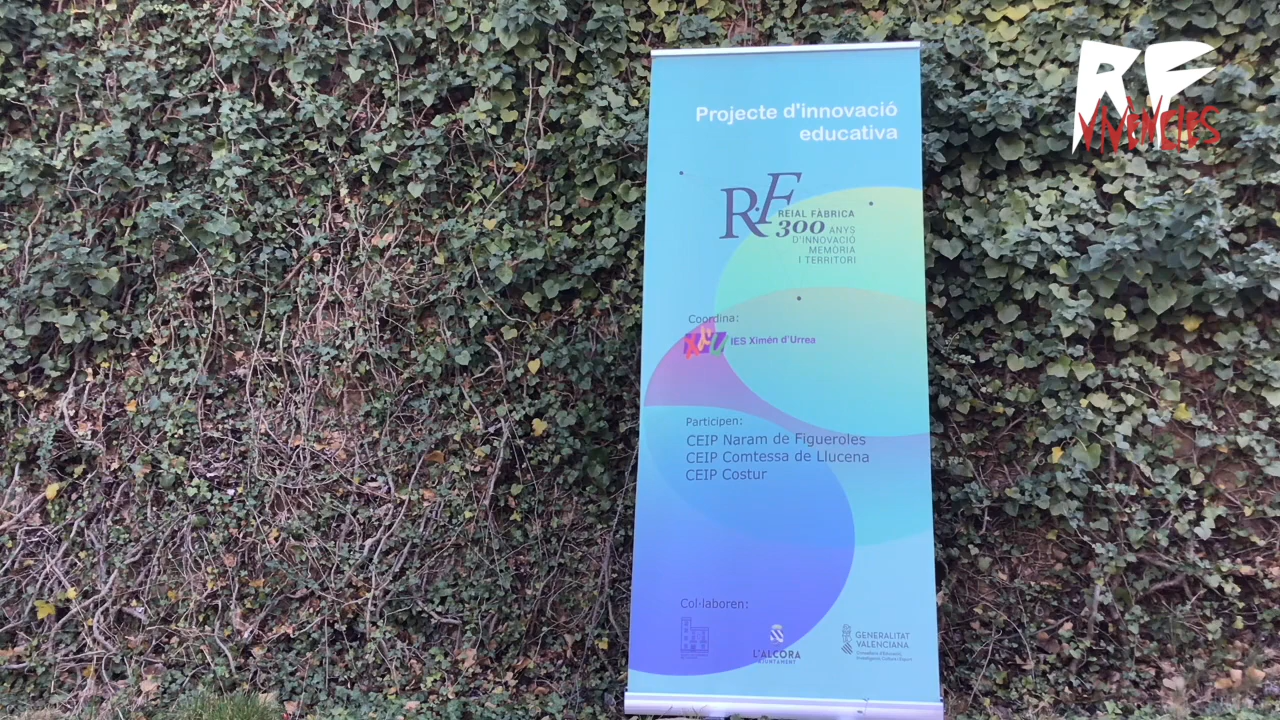 RF
VIVÈNCIES
Projecte d'innovació
educativa
R.F
REIAL FÀBRICA
300 ANYS
D'INNOVACIÓ
MEMÒRIA
I TERRITORI
Coordina:
IES Ximén d'Urrea
Participen:
CEIP Naram de Figueroles
CEIP Comtessa de Llucena
CEIP Costur
Col·laboren:
L'ALCORA
AJUNTAMENT
GENERALITAT
VALENCIANA